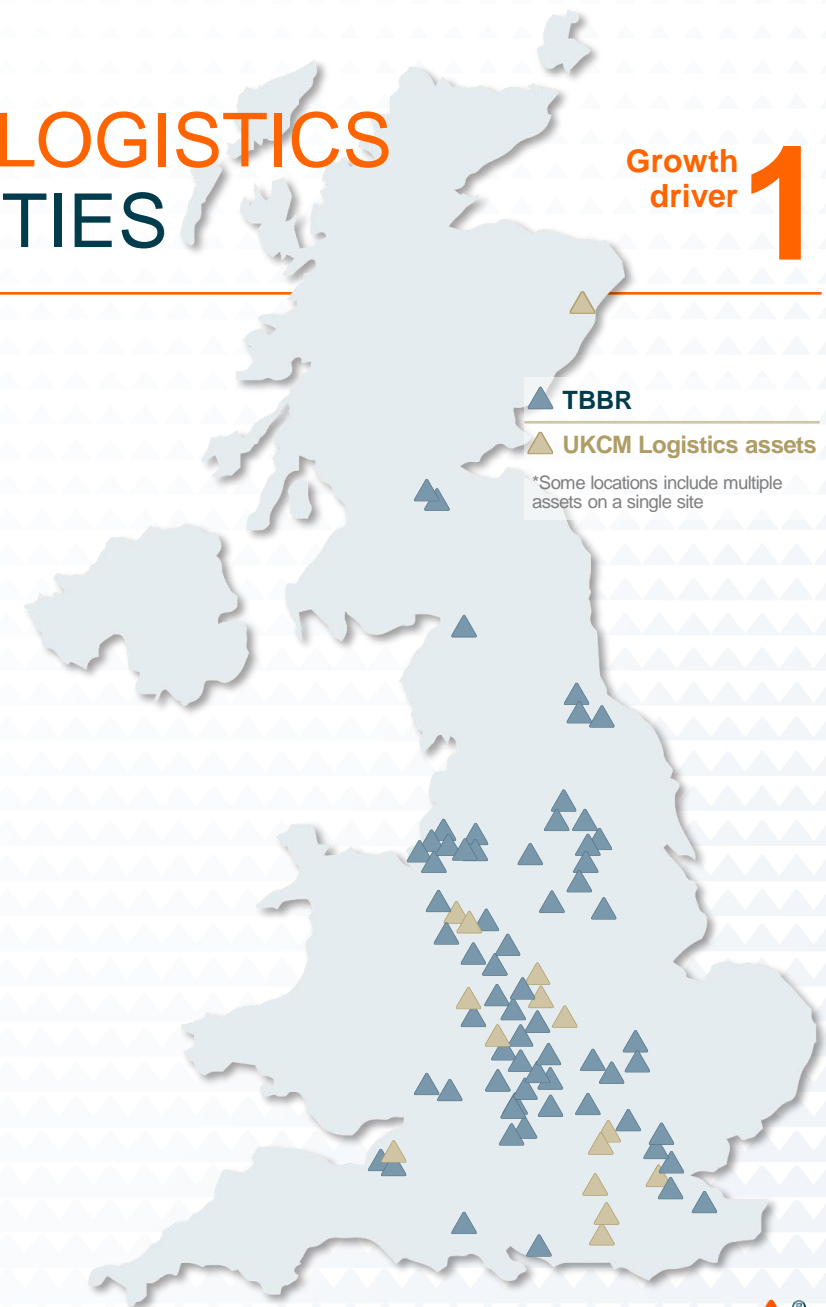 LOGISTICS
TIES
Growth
driver 1
TBBR
UKCM Logistics assets
*Some locations include multiple
assets on a single site
®